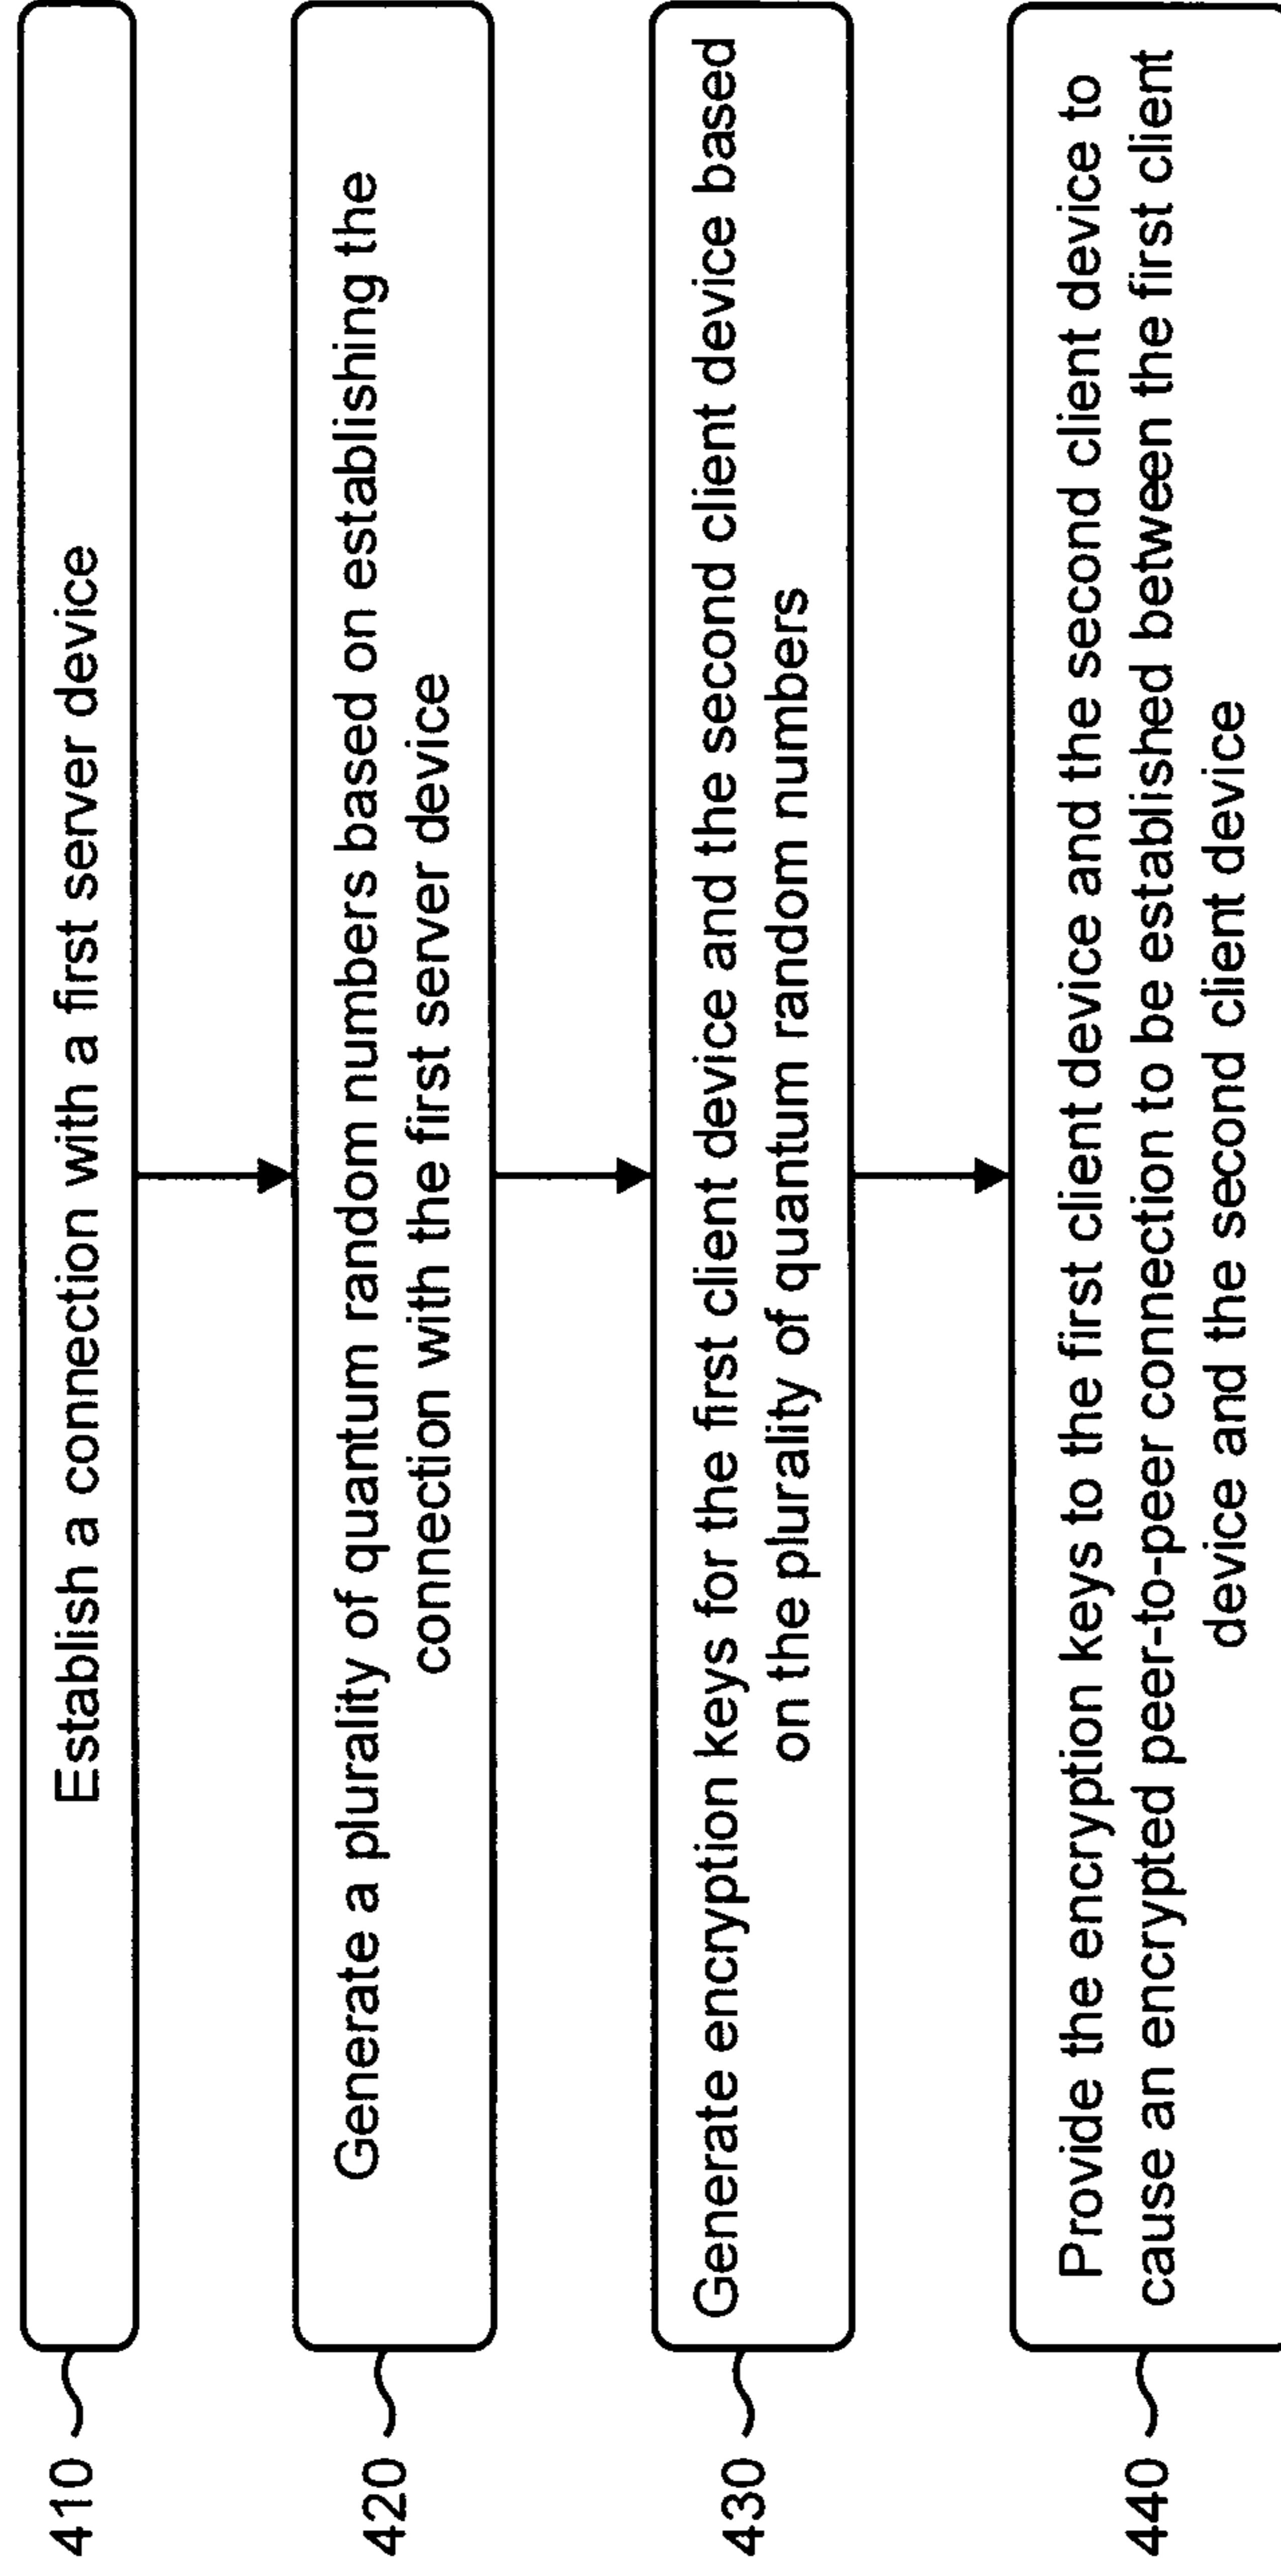 410
Establish a connection with a first server device
420
Generate a plurality of quantum random numbers based on establishing the
connection with the first server device
430
Generate encryption keys for the first client device and the second client device based
on the plurality of quantum random numbers
440
Provide the encryption keys to the first client device and the second client device to
cause an encrypted peer-to-peer connection to be established between the first client
device and the second client device